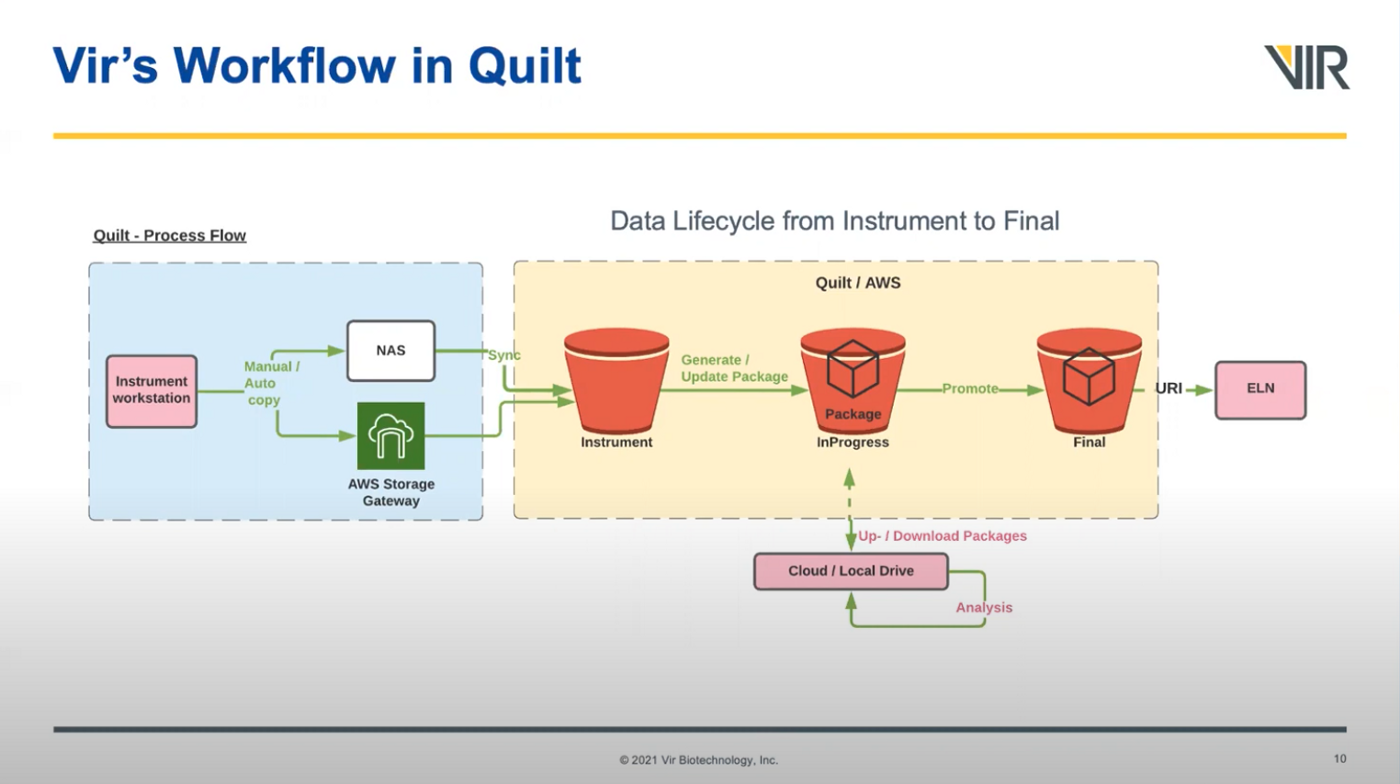 Vir's Workflow in Quilt
VIR
Data Lifecycle from Instrument to Final
Quilt - Process Flow
Quilt / AWS
Instrument
workstation
Manual /
Auto
copy
NAS
AWS Storage
Gateway
Sync
Instrument
Generate /
Update Package
Package
InProgress
Promote
Final
URI
ELN
Up- / Download Packages
Cloud / Local Drive
Analysis
© 2021 Vir Biotechnology, Inc.
10